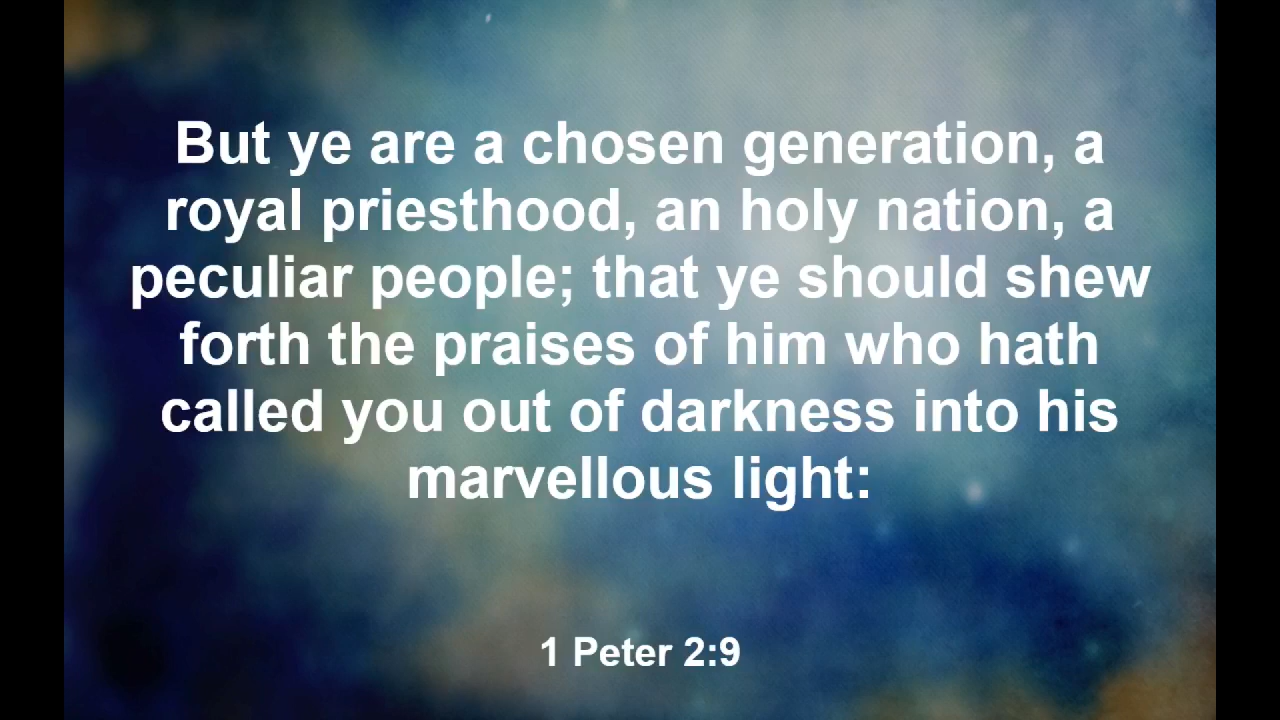 But ye are a chosen generation, a
royal priesthood, an holy nation, a
peculiar people; that ye should shew
forth the praises of him who hath
called you out of darkness into his
marvellous light:
1 Peter 2:9